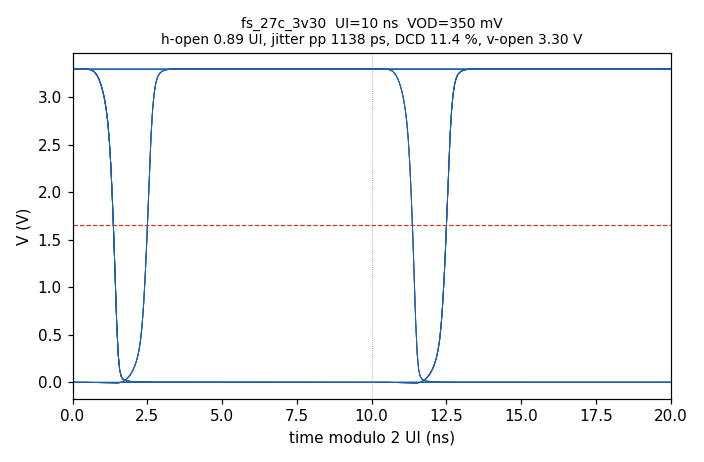 fs_27c_3v30  UI=10 ns  VOD=350 mV
h-open 0.89 UI, jitter pp 1138 ps, DCD 11.4 %, v-open 3.30 V
V (V)
3.0
2.5
2.0
1.5
1.0
0.5
0.0
0.0 2.5 5.0 7.5 10.0 12.5 15.0 17.5 20.0
time modulo 2 UI (ns)